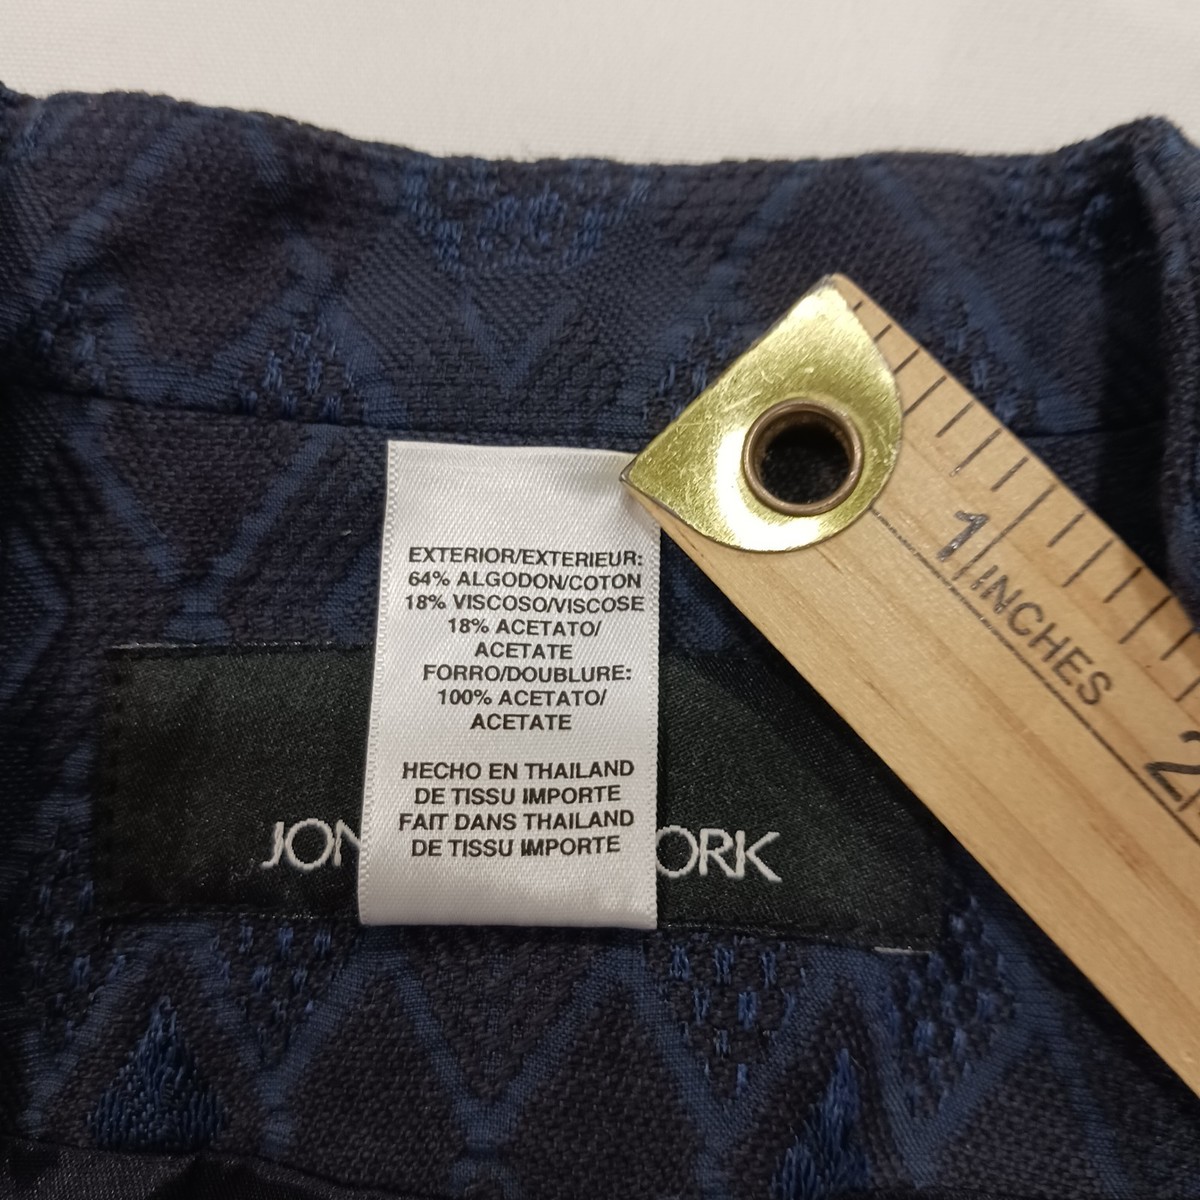 EXTERIOR/EXTERIEUR:
64% ALGODON/COTON
18% VISCOSO/VISCOSE
18% ACETATO/
ACETATE
FORRO/DOUBLURE:
100% ACETATO/
ACETATE
HECHO EN THAILAND
DE TISSU IMPORTE
FAIT DANS THAILAND
DE TISSU IMPORTE
JON ORK
1
INCHES
2